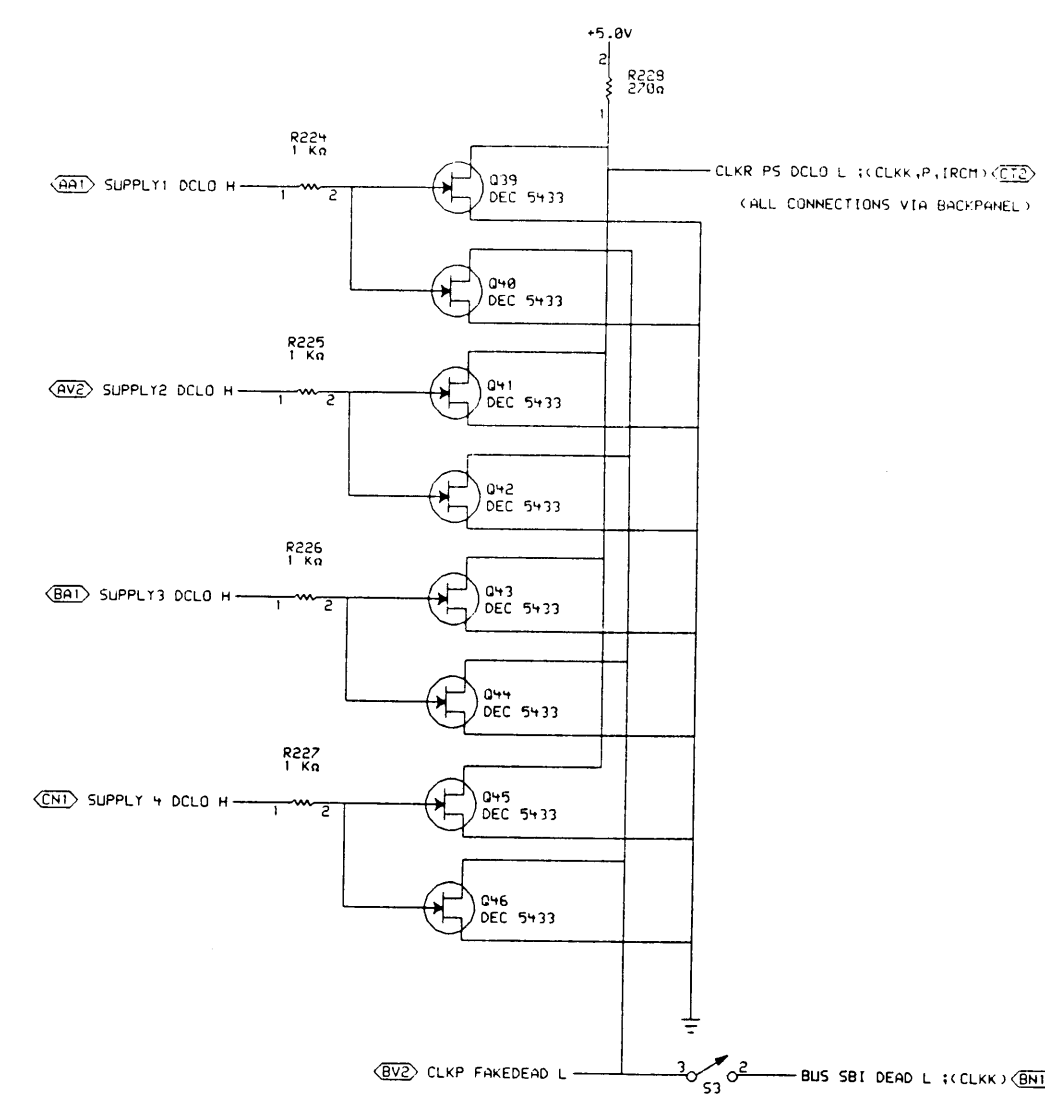 +5.0V
2
R228
270Ω
1
R224
1 KΩ
AA1 SUPPLY1 DCLO H
1 2
Q39
DEC 5433
CLKR PS DCLO L ;(CLKK,P,IRCM) CT2
(ALL CONNECTIONS VIA BACKPANEL)
Q40
DEC 5433
R225
1 KΩ
AV2 SUPPLY2 DCLO H
1 2
Q41
DEC 5433
Q42
DEC 5433
R226
1 KΩ
BA1 SUPPLY3 DCLO H
1 2
Q43
DEC 5433
Q44
DEC 5433
R227
1 KΩ
CN1 SUPPLY 4 DCLO H
1 2
Q45
DEC 5433
Q46
DEC 5433
BV2 CLKP FAKEDEAD L
3 2
S3
BUS SBI DEAD L ;(CLKK) BN1